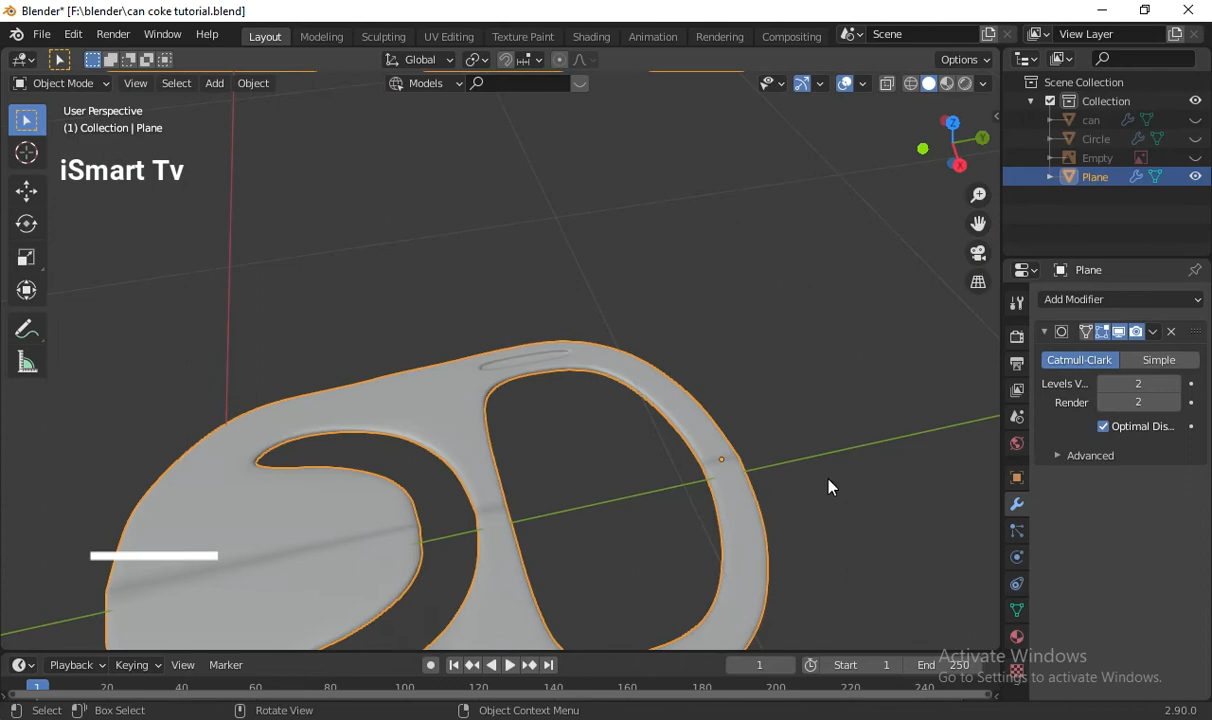 Blender* [F:\blender\can coke tutorial.blend]
File Edit Render Window Help Layout Modeling Sculpting UV Editing Texture Paint Shading Animation Rendering Compositing Scene View Layer
Global Options
Object Mode View Select Add Object Models
User Perspective
(1) Collection | Plane
iSmart Tv
Z
Y
X
Scene Collection
Collection
can
Circle
Empty
Plane
Plane
Add Modifier
Catmull-Clark Simple
Levels V... 2
Render 2
Optimal Dis...
Advanced
Playback Keying View Marker 1 Start 1 End 250
1 20 40 60 80 100 120 140 160 180 200 220 240
Activate Windows
Go to Settings to activate Windows.
Select Box Select Rotate View Object Context Menu 2.90.0